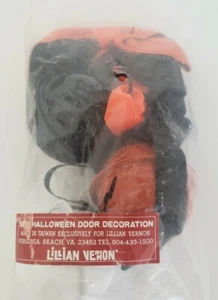 HALLOWEEN DOOR DECORATION
MADE IN TAIWAN EXCLUSIVELY FOR LILLIAN VERNON
VIRGINIA BEACH, VA. 23452 TEL 804-430-1500
LILLIAN VERNON